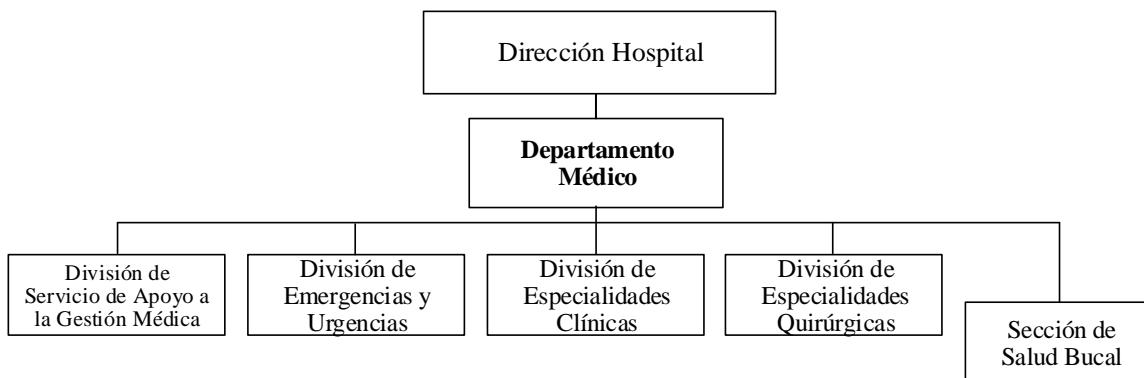 Dirección Hospital
Departamento
Médico
División de
Servicio de Apoyo a
la Gestión Médica
División de
Emergencias y
Urgencias
División de
Especialidades
Clínicas
División de
Especialidades
Quirúrgicas
Sección de
Salud Bucal